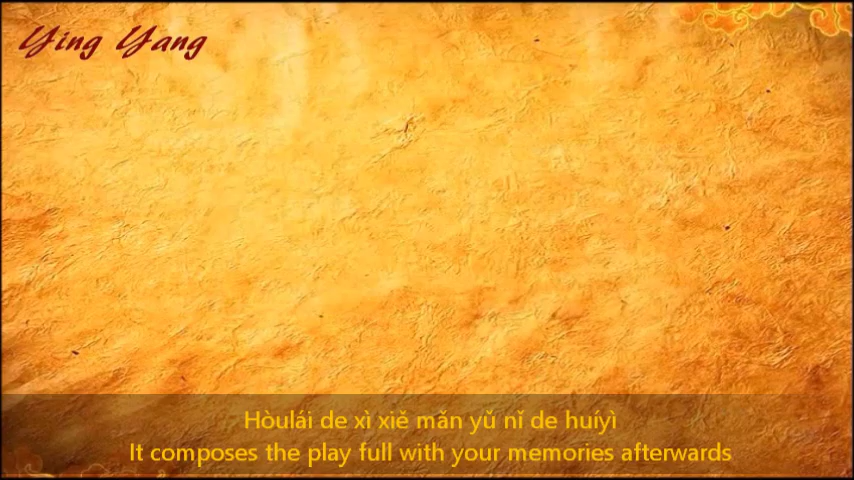 Ying Yang
Hòulái de xì xiě mǎn yǔ nǐ de huíyì
It composes the play full with your memories afterwards